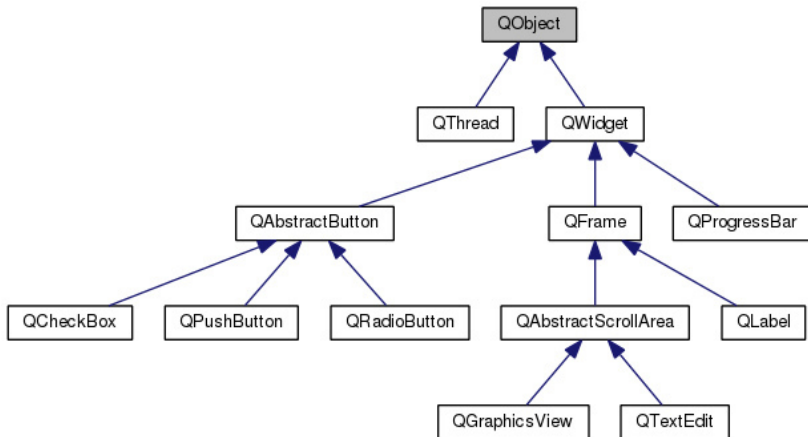 QObject
QThread
QWidget
QAbstractButton
QFrame
QProgressBar
QCheckBox
QPushButton
QRadioButton
QAbstractScrollArea
QLabel
QGraphicsView
QTextEdit